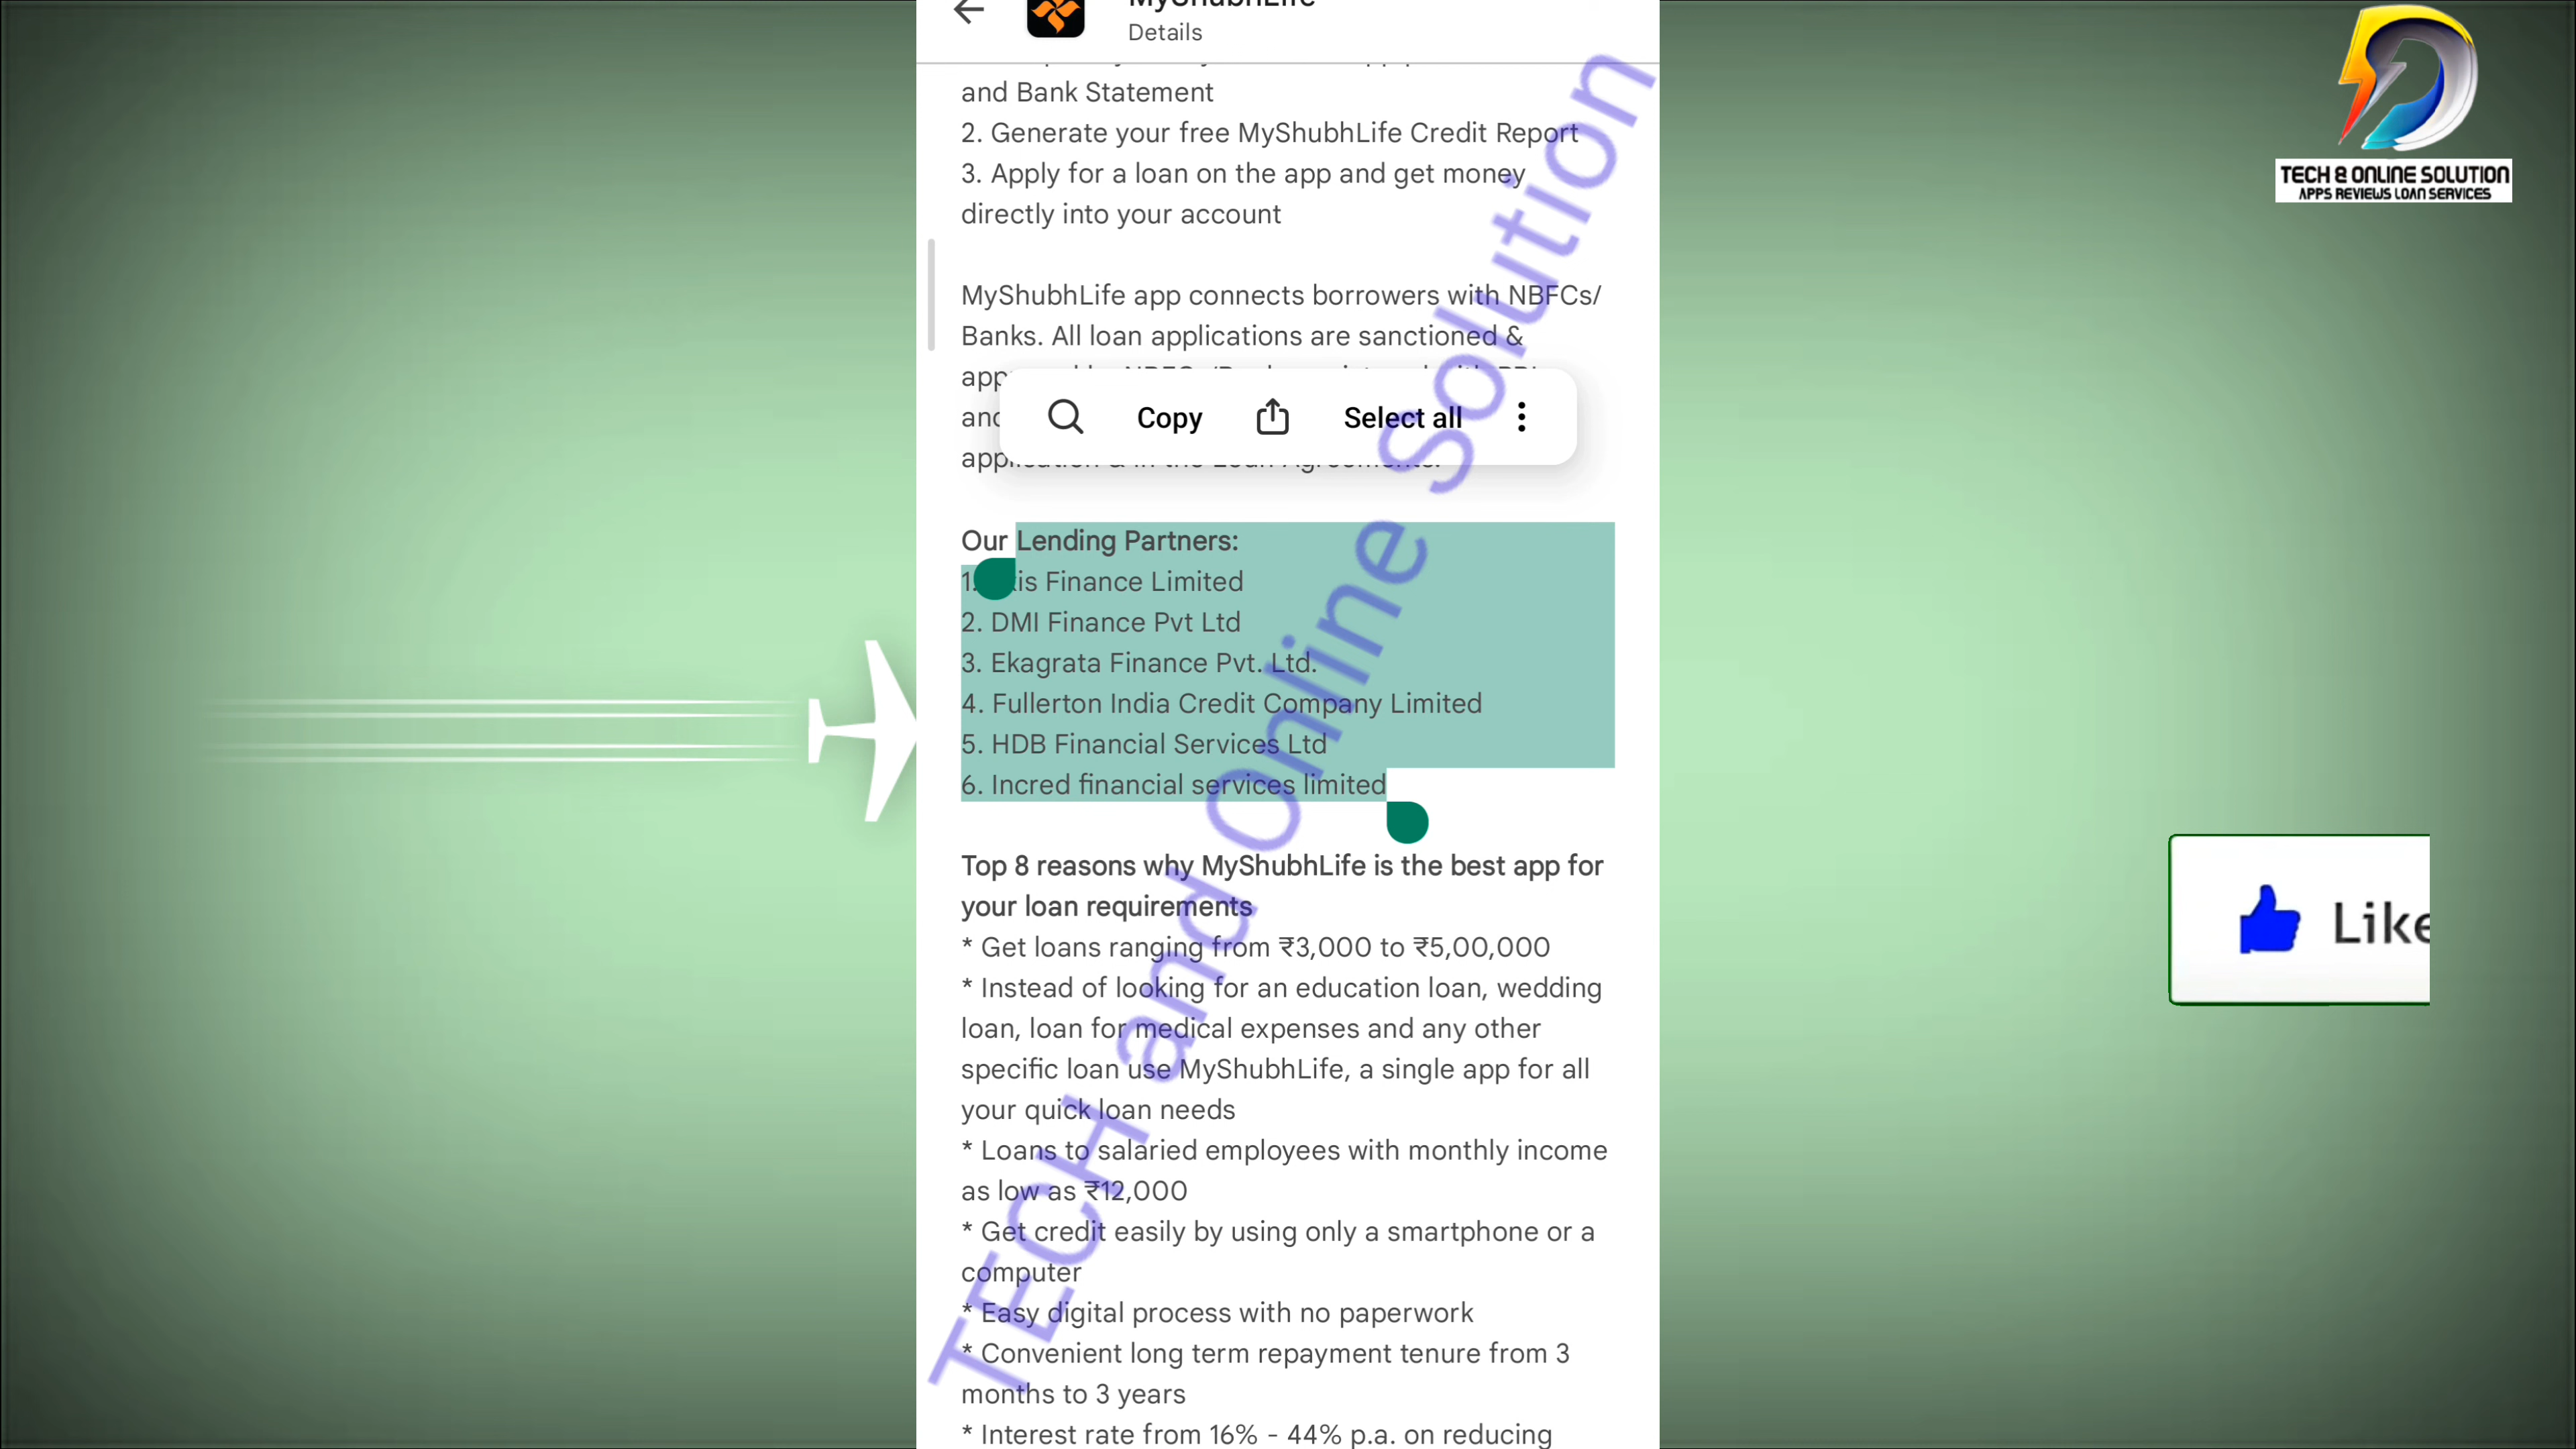 MyShubhLife
Details
TECH & ONLINE SOLUTION
APPS REVIEWS LOAN SERVICES
and Bank Statement
2. Generate your free MyShubhLife Credit Report
3. Apply for a loan on the app and get money
directly into your account
MyShubhLife app connects borrowers with NBFCs/
Banks. All loan applications are sanctioned &
Copy Select all
Our Lending Partners:
1. Finance Limited
2. DMI Finance Pvt Ltd
3. Ekagrata Finance Pvt. Ltd.
4. Fullerton India Credit Company Limited
5. HDB Financial Services Ltd
6. Incred financial services limited
Top 8 reasons why MyShubhLife is the best app for
your loan requirements
* Get loans ranging from ₹3,000 to ₹5,00,000
* Instead of looking for an education loan, wedding
loan, loan for medical expenses and any other
specific loan use MyShubhLife, a single app for all
your quick loan needs
* Loans to salaried employees with monthly income
as low as ₹12,000
* Get credit easily by using only a smartphone or a
computer
* Easy digital process with no paperwork
* Convenient long term repayment tenure from 3
months to 3 years
* Interest rate from 16% - 44% p.a. on reducing
TECH and Online Solution
Like